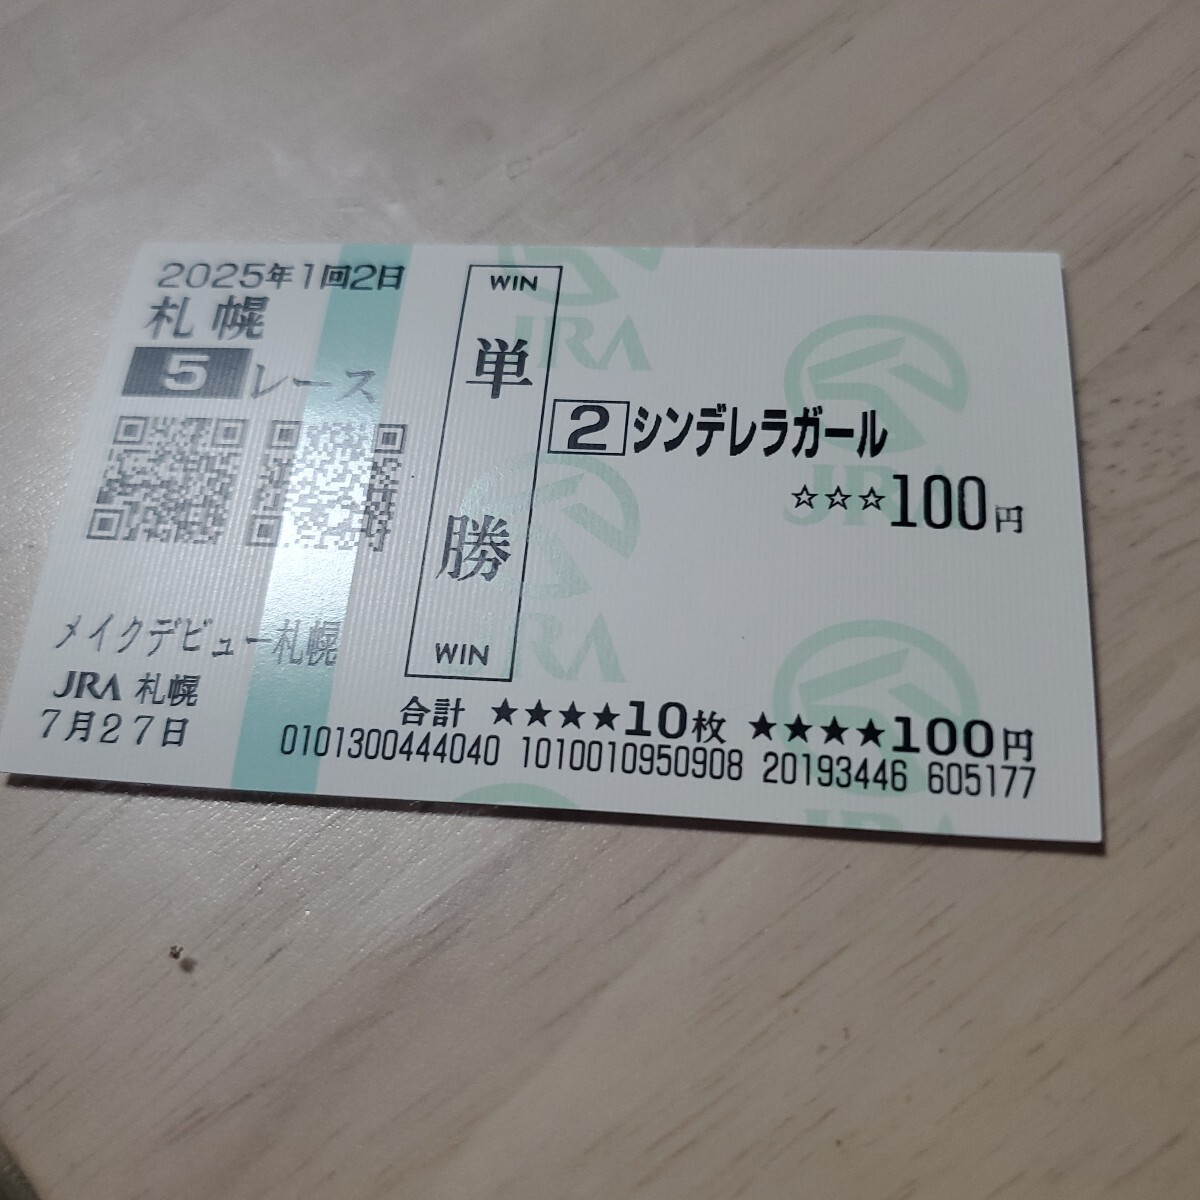 2025年1回2日
札幌
5レース
メイクデビュー札幌
JRA 札幌
7月27日
WIN
単勝
WIN
2 シンデレラガール
☆☆☆100円
合計 ★★★★10枚 ★★★★100円
0101300444040 1010010950908 20193446 605177
JRA
JRA
JRA
JRA